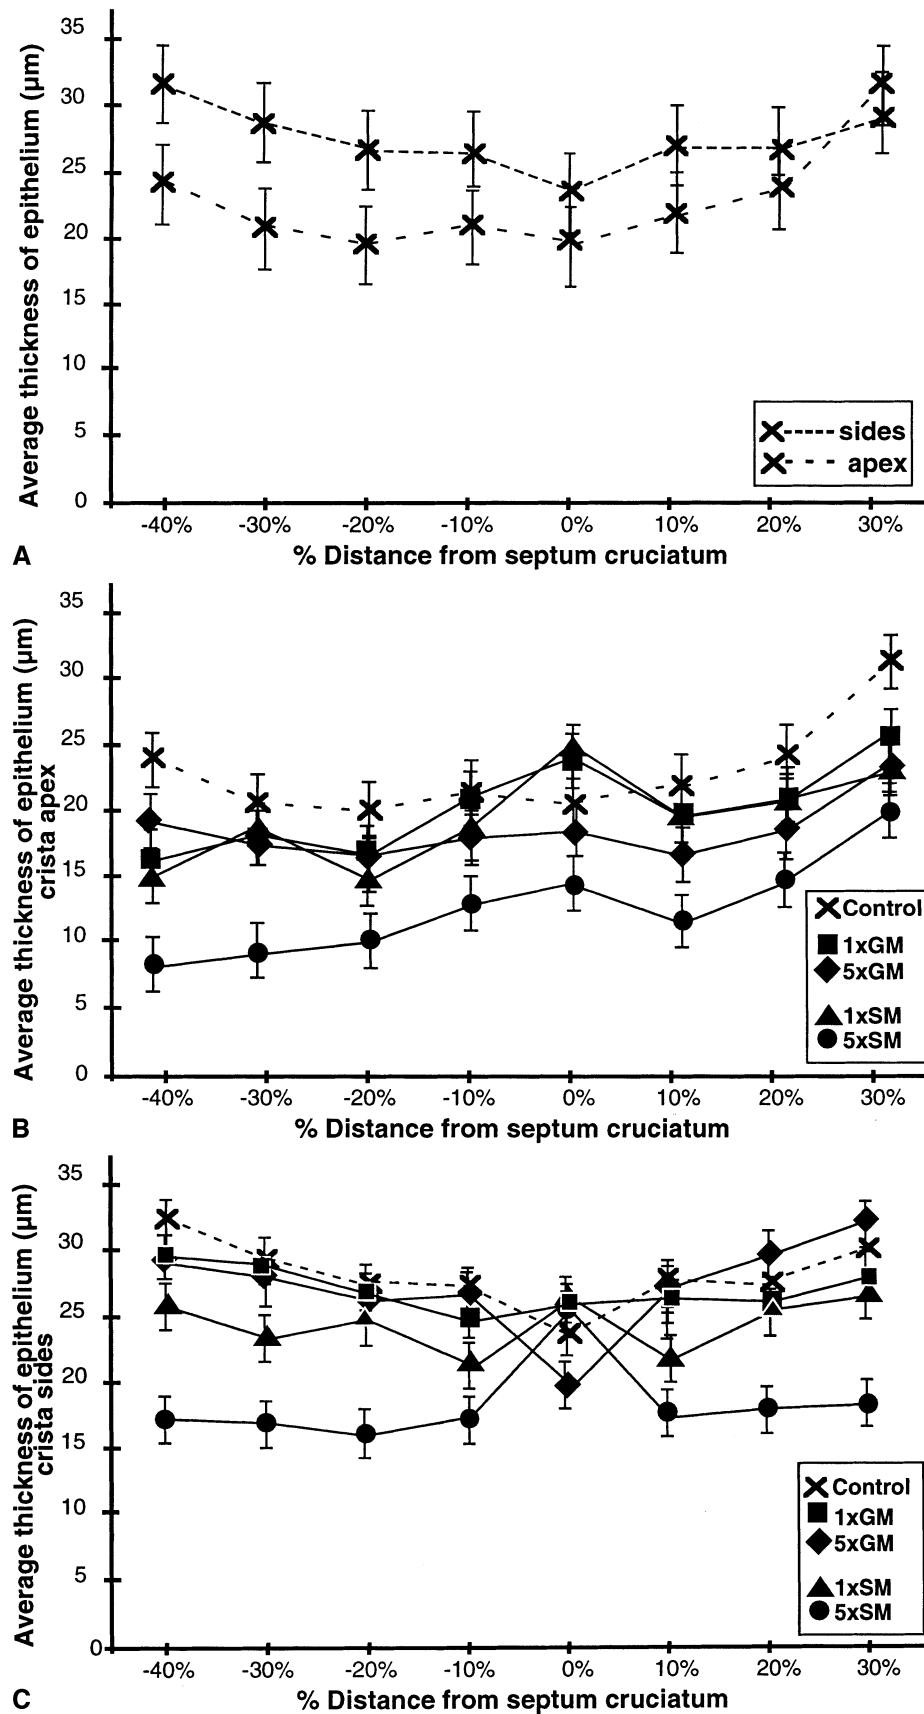 Average thickness of epithelium (µm)
35
30
25
20
15
10
5
0
-40% -30% -20% -10% 0% 10% 20% 30%
sides
apex
A
% Distance from septum cruciatum
Average thickness of epithelium (µm)
crista apex
35
30
25
20
15
10
5
0
-40% -30% -20% -10% 0% 10% 20% 30%
Control
1xGM
5xGM
1xSM
5xSM
B
% Distance from septum cruciatum
Average thickness of epithelium (µm)
crista sides
35
30
25
20
15
10
5
0
-40% -30% -20% -10% 0% 10% 20% 30%
Control
1xGM
5xGM
1xSM
5xSM
C
% Distance from septum cruciatum